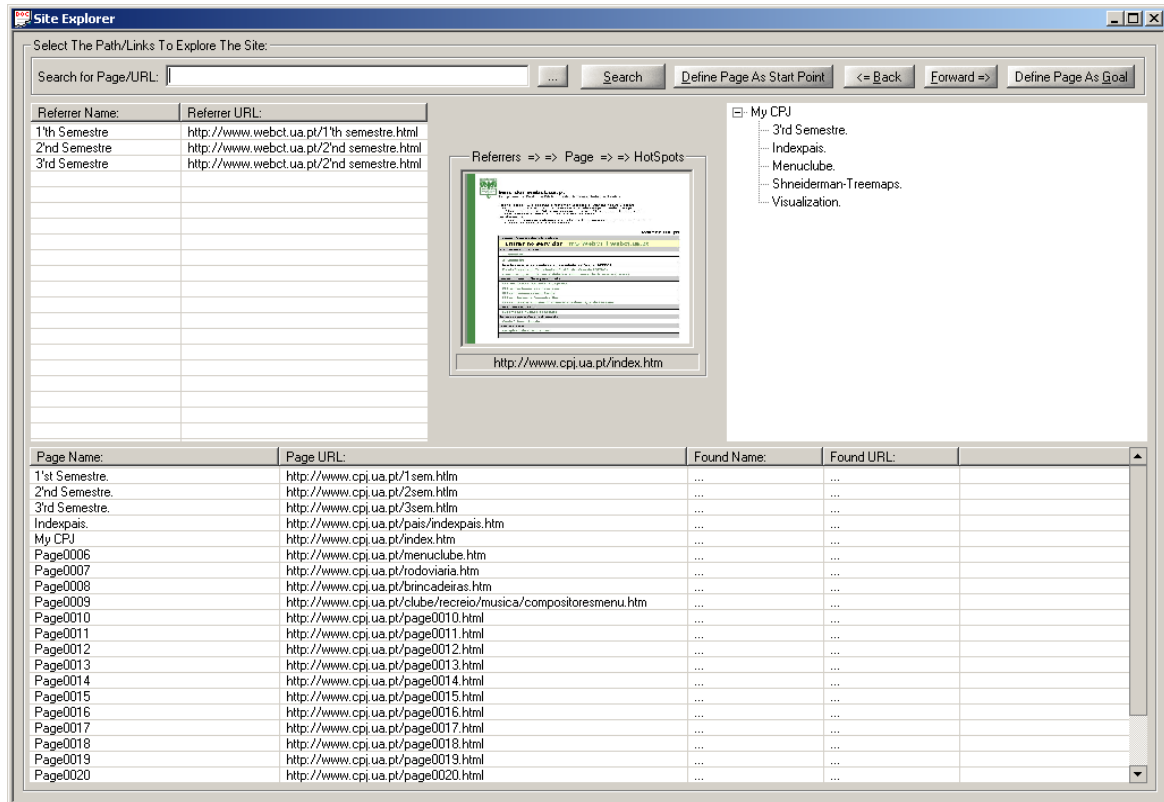 Site Explorer
Select The Path/Links To Explore The Site:
Search for Page/URL: ... Search Define Page As Start Point <= Back Forward => Define Page As Goal
Referrer Name: Referrer URL:
1'th Semestre http://www.webct.ua.pt/1'th semestre.html
2'nd Semestre http://www.webct.ua.pt/2'nd semestre.html
3'rd Semestre http://www.webct.ua.pt/2'nd semestre.html
Referrers => => Page => => HotSpots
http://www.cpj.ua.pt/index.htm
My CPJ
3'rd Semestre.
Indexpais.
Menuclube.
Shneiderman-Treemaps.
Visualization.
Page Name: Page URL: Found Name: Found URL:
1'st Semestre. http://www.cpj.ua.pt/1sem.htlm ... ...
2'nd Semestre. http://www.cpj.ua.pt/2sem.htlm ... ...
3'rd Semestre. http://www.cpj.ua.pt/3sem.htlm ... ...
Indexpais. http://www.cpj.ua.pt/pais/indexpais.htm ... ...
My CPJ http://www.cpj.ua.pt/index.htm ... ...
Page0006 http://www.cpj.ua.pt/menuclube.htm ... ...
Page0007 http://www.cpj.ua.pt/rodoviaria.htm ... ...
Page0008 http://www.cpj.ua.pt/brincadeiras.htm ... ...
Page0009 http://www.cpj.ua.pt/clube/recreio/musica/compositoresmenu.htm ... ...
Page0010 http://www.cpj.ua.pt/page0010.html ... ...
Page0011 http://www.cpj.ua.pt/page0011.html ... ...
Page0012 http://www.cpj.ua.pt/page0012.html ... ...
Page0013 http://www.cpj.ua.pt/page0013.html ... ...
Page0014 http://www.cpj.ua.pt/page0014.html ... ...
Page0015 http://www.cpj.ua.pt/page0015.html ... ...
Page0016 http://www.cpj.ua.pt/page0016.html ... ...
Page0017 http://www.cpj.ua.pt/page0017.html ... ...
Page0018 http://www.cpj.ua.pt/page0018.html ... ...
Page0019 http://www.cpj.ua.pt/page0019.html ... ...
Page0020 http://www.cpj.ua.pt/page0020.html ... ...